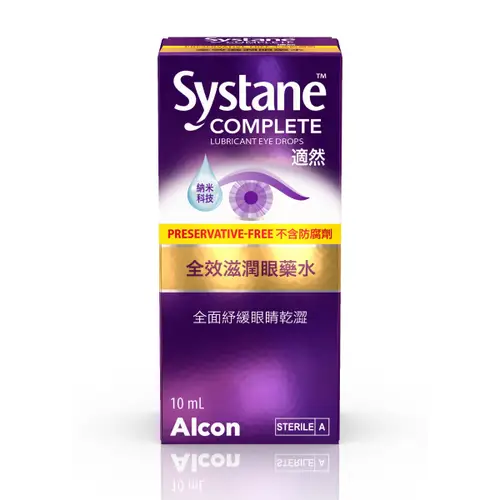 Systane™
COMPLETE
LUBRICANT EYE DROPS
適然
納米
科技
PRESERVATIVE-FREE 不含防腐劑
全效滋潤眼藥水
全面紓緩眼睛乾澀
10 mL
Alcon
STERILE A